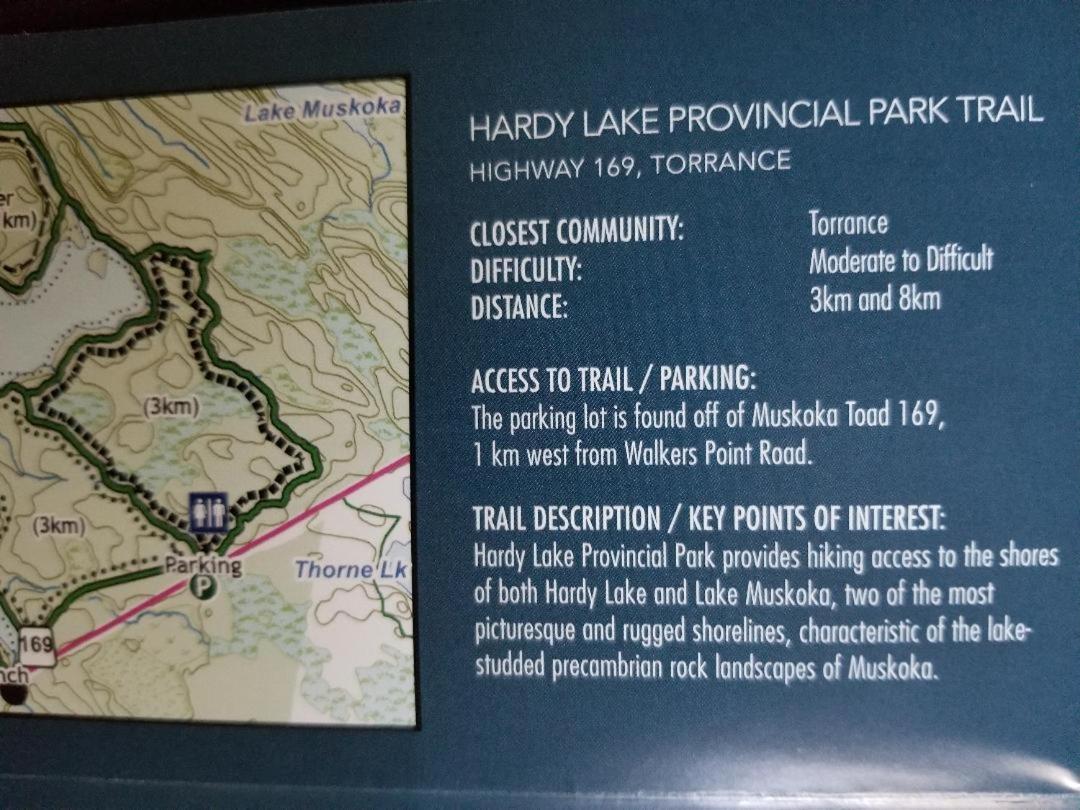 Lake Muskoka
er
km)
(3km)
(3km)
Parking
P
Thorne Lk
169
nch
HARDY LAKE PROVINCIAL PARK TRAIL
HIGHWAY 169, TORRANCE
CLOSEST COMMUNITY: Torrance
DIFFICULTY: Moderate to Difficult
DISTANCE: 3km and 8km
ACCESS TO TRAIL / PARKING:
The parking lot is found off of Muskoka Toad 169,
1 km west from Walkers Point Road.
TRAIL DESCRIPTION / KEY POINTS OF INTEREST:
Hardy Lake Provincial Park provides hiking access to the shores
of both Hardy Lake and Lake Muskoka, two of the most
picturesque and rugged shorelines, characteristic of the lake-
studded precambrian rock landscapes of Muskoka.